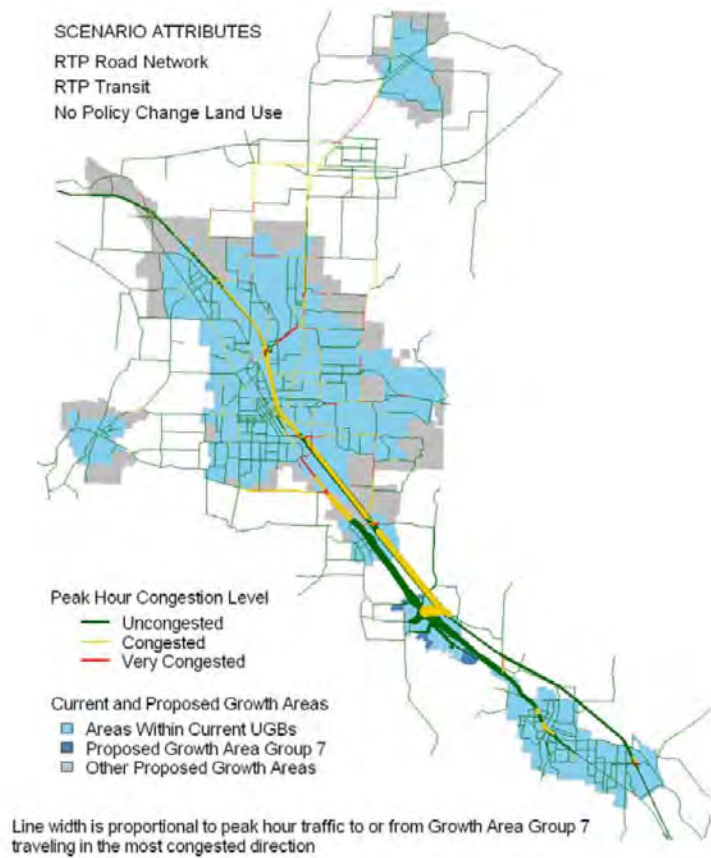 SCENARIO ATTRIBUTES
RTP Road Network
RTP Transit
No Policy Change Land Use
Peak Hour Congestion Level
Uncongested
Congested
Very Congested
Current and Proposed Growth Areas
Areas Within Current UGBs
Proposed Growth Area Group 7
Other Proposed Growth Areas
Line width is proportional to peak hour traffic to or from Growth Area Group 7
traveling in the most congested direction